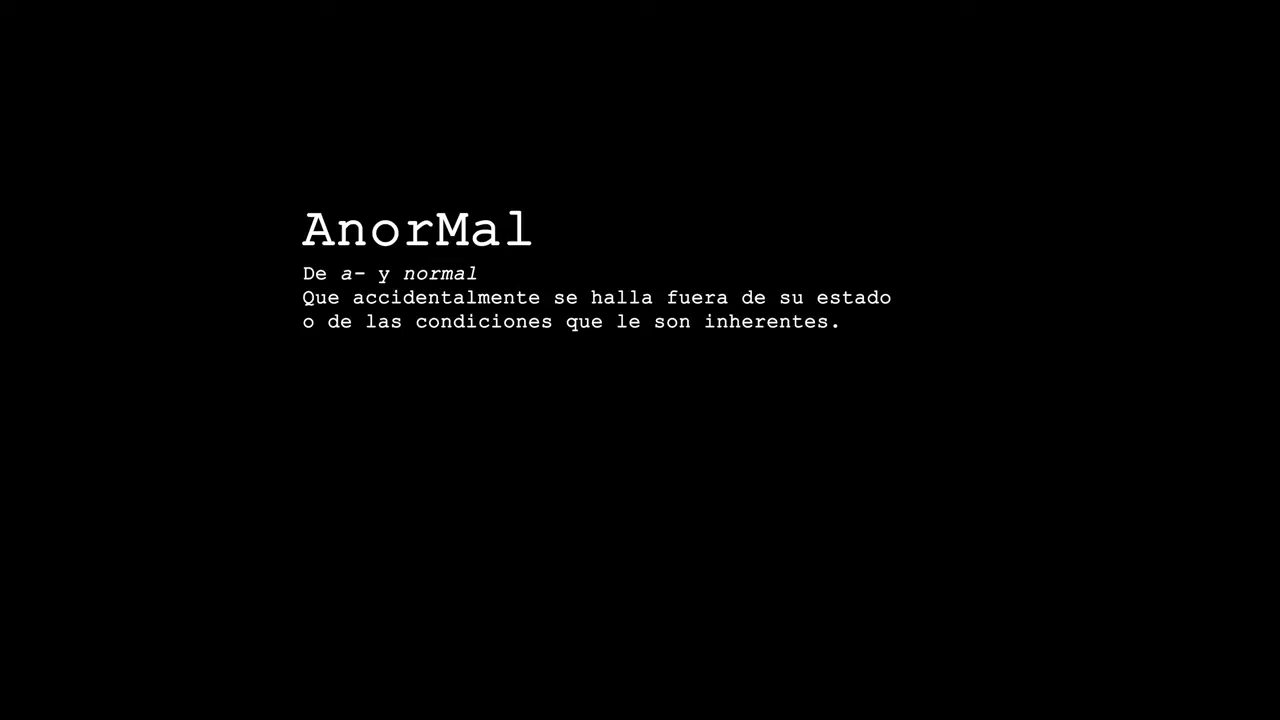 AnorMal
De a- y normal
Que accidentalmente se halla fuera de su estado
o de las condiciones que le son inherentes.